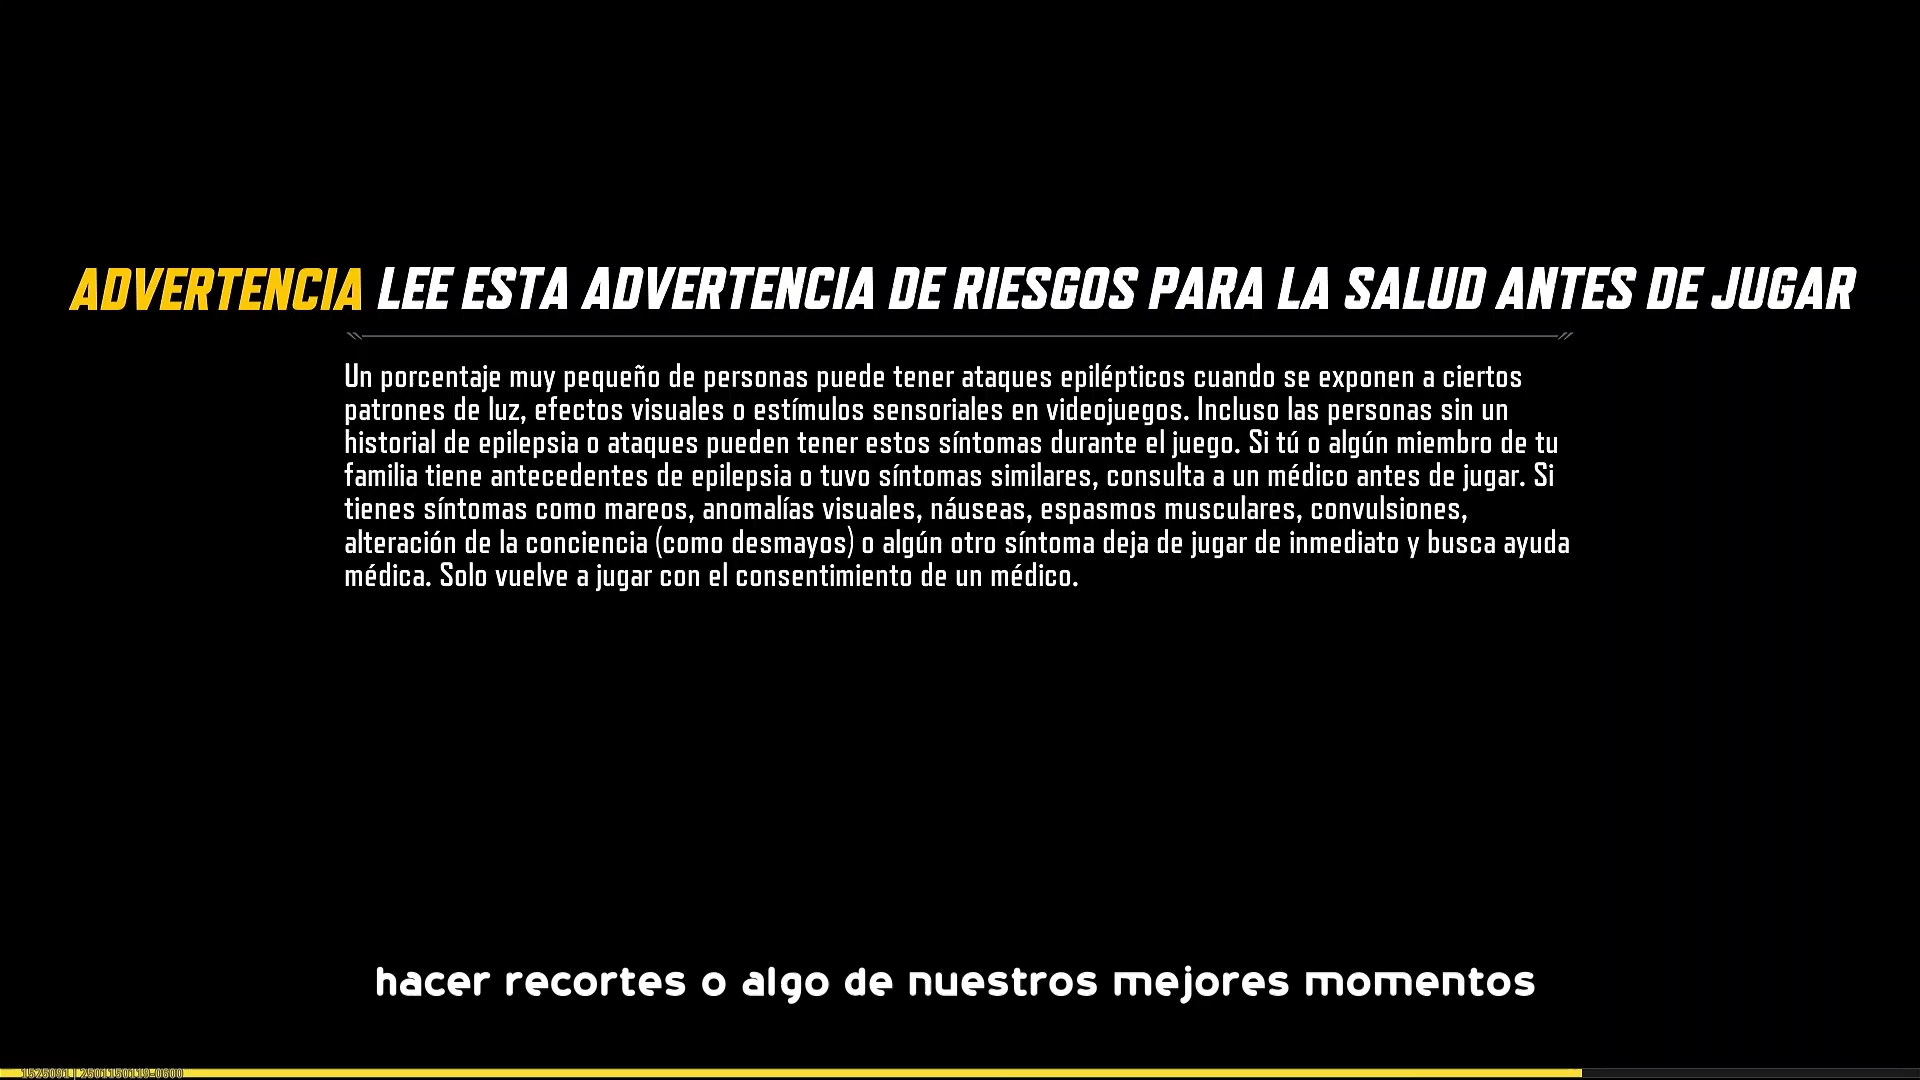 ADVERTENCIA LEE ESTA ADVERTENCIA DE RIESGOS PARA LA SALUD ANTES DE JUGAR
Un porcentaje muy pequeño de personas puede tener ataques epilépticos cuando se exponen a ciertos
patrones de luz, efectos visuales o estímulos sensoriales en videojuegos. Incluso las personas sin un
historial de epilepsia o ataques pueden tener estos síntomas durante el juego. Si tú o algún miembro de tu
familia tiene antecedentes de epilepsia o tuvo síntomas similares, consulta a un médico antes de jugar. Si
tienes síntomas como mareos, anomalías visuales, náuseas, espasmos musculares, convulsiones,
alteración de la conciencia (como desmayos) o algún otro síntoma deja de jugar de inmediato y busca ayuda
médica. Solo vuelve a jugar con el consentimiento de un médico.
hacer recortes o algo de nuestros mejores momentos